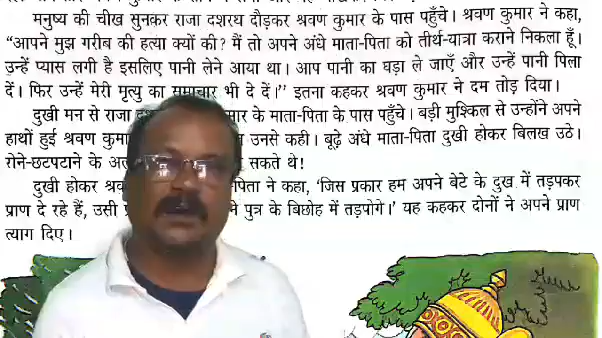 मनुष्य की चीख सुनकर राजा दशरथ दौड़कर श्रवण कुमार के पास पहुँचे। श्रवण कुमार ने कहा,
“आपने मुझ गरीब की हत्या क्यों की? मैं तो अपने अंधे माता-पिता को तीर्थ-यात्रा कराने निकला हूँ।
उन्हें प्यास लगी है इसलिए पानी लेने आया था। आप पानी का घड़ा ले जाएँ और उन्हें पानी पिला
दें। फिर उन्हें मेरी मृत्यु का समाचार भी दे दें।’’ इतना कहकर श्रवण कुमार ने दम तोड़ दिया।
दुखी मन से राजा के माता-पिता के पास पहुँचे। बड़ी मुश्किल से उन्होंने अपने
हाथों हुई श्रवण उनसे कही। बूढ़े अंधे माता-पिता दुखी होकर बिलख उठे।
रोने-छटपटाने के सकते थे!
दुखी होकर ने कहा, ‘जिस प्रकार हम अपने बेटे के दुख में तड़पकर
प्राण दे रहे हैं, उसी पुत्र के बिछोह में तड़पोगे।’ यह कहकर दोनों ने अपने प्राण
त्याग दिए।